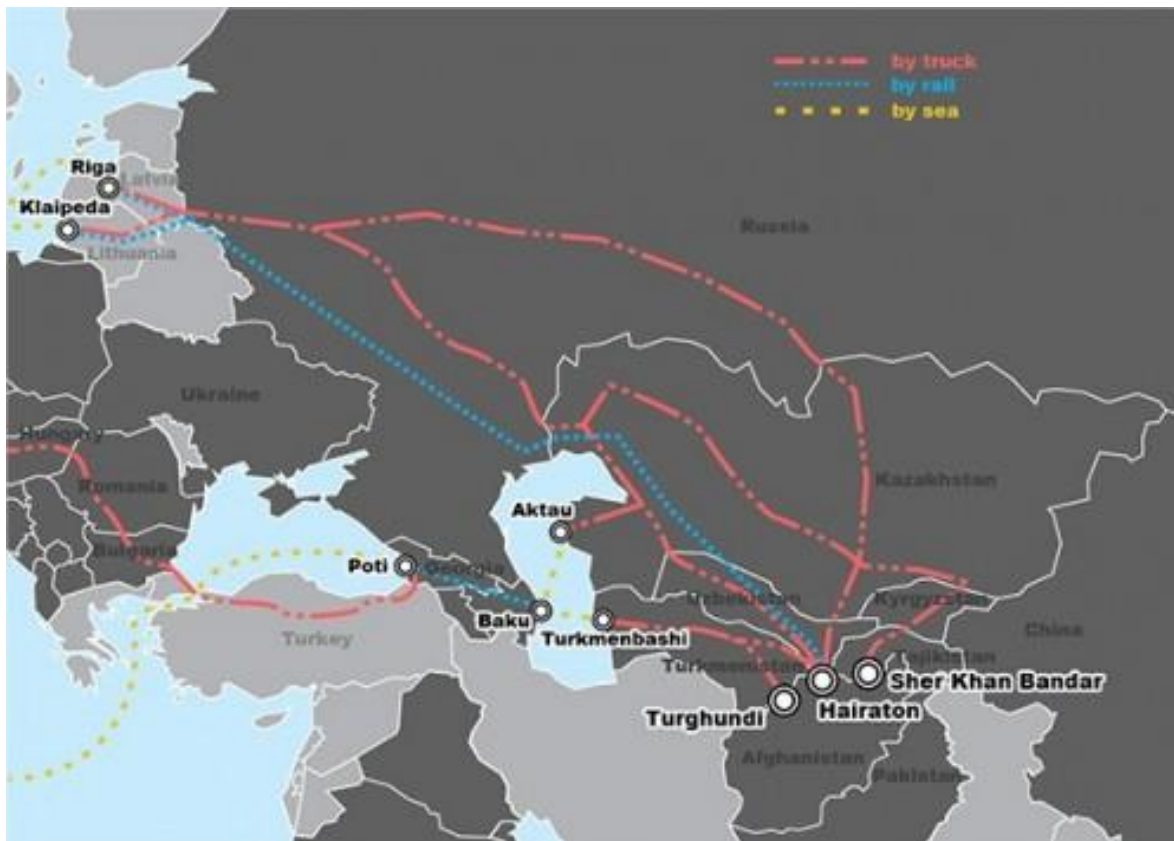 by truck
by rail
by sea
Riga
Latvia
Klaipeda
Lithuania
Russia
Ukraine
Hungary
Romania
Kazakhstan
Aktau
Bulgaria
Poti
Georgia
Uzbekistan
Kyrgyzstan
Baku
Turkmenbashi
China
Turkey
Turkmenistan
Tajikistan
Sher Khan Bandar
Hairaton
Turghundi
Afghanistan
Pakistan